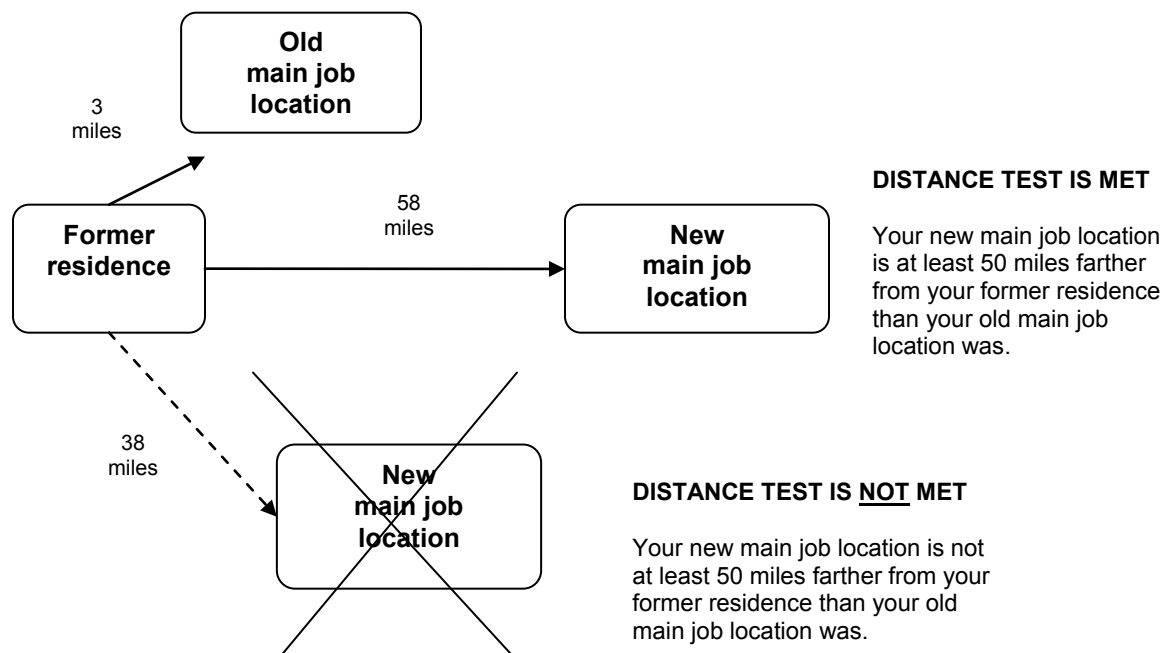 Old
main job
location
3
miles
Former
residence
58
miles
New
main job
location
DISTANCE TEST IS MET
Your new main job location
is at least 50 miles farther
from your former residence
than your old main job
location was.
38
miles
New
main job
location
DISTANCE TEST IS NOT MET
Your new main job location is not
at least 50 miles farther from your
former residence than your old
main job location was.